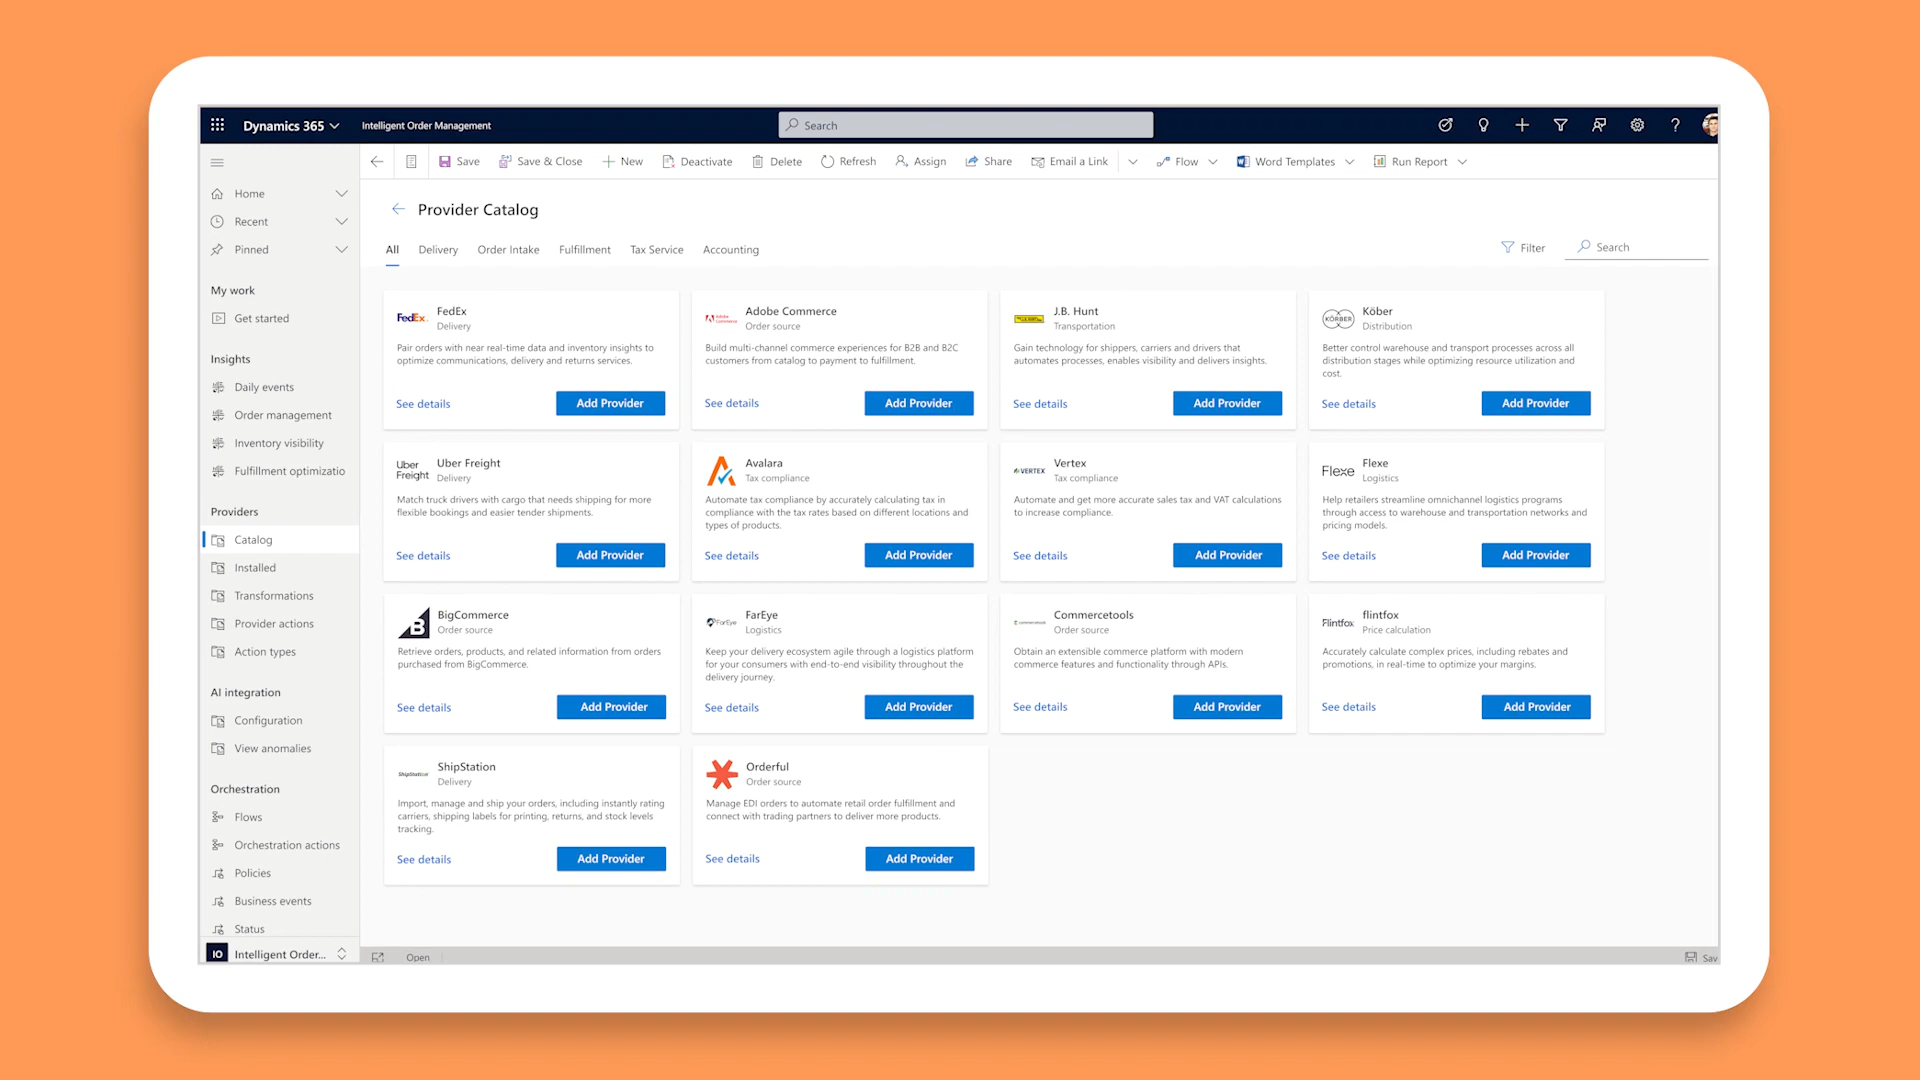 Dynamics 365
Intelligent Order Management
Search
Save
Save & Close
New
Deactivate
Delete
Refresh
Assign
Share
Email a Link
Flow
Word Templates
Run Report
Home
Recent
Pinned
My work
Get started
Insights
Daily events
Order management
Inventory visibility
Fulfillment optimizatio
Providers
Catalog
Installed
Transformations
Provider actions
Action types
AI integration
Configuration
View anomalies
Orchestration
Flows
Orchestration actions
Policies
Business events
Status
IO
Intelligent Order...
Provider Catalog
All
Delivery
Order Intake
Fulfillment
Tax Service
Accounting
Filter
Search
FedEx.
FedEx
Delivery
Pair orders with near real-time data and inventory insights to
optimize communications, delivery and returns services.
See details
Add Provider
Adobe
Commerce
Adobe Commerce
Order source
Build multi-channel commerce experiences for B2B and B2C
customers from catalog to payment to fulfillment.
See details
Add Provider
J.B. Hunt
Transportation
Gain technology for shippers, carriers and drivers that
automates processes, enables visibility and delivers insights.
See details
Add Provider
KÖRBER
Köber
Distribution
Better control warehouse and transport processes across all
distribution stages while optimizing resource utilization and
cost.
See details
Add Provider
Uber
Freight
Uber Freight
Delivery
Match truck drivers with cargo that needs shipping for more
flexible bookings and easier tender shipments.
See details
Add Provider
Avalara
Tax compliance
Automate tax compliance by accurately calculating tax in
compliance with the tax rates based on different locations and
types of products.
See details
Add Provider
VERTEX
Vertex
Tax compliance
Automate and get more accurate sales tax and VAT calculations
to increase compliance.
See details
Add Provider
Flexe
Flexe
Logistics
Help retailers streamline omnichannel logistics programs
through access to warehouse and transportation networks and
pricing models.
See details
Add Provider
B
BigCommerce
Order source
Retrieve orders, products, and related information from orders
purchased from BigCommerce.
See details
Add Provider
FarEye
FarEye
Logistics
Keep your delivery ecosystem agile through a logistics platform
for your consumers with end-to-end visibility throughout the
delivery journey.
See details
Add Provider
commercetools
Commercetools
Order source
Obtain an extensible commerce platform with modern
commerce features and functionality through APIs.
See details
Add Provider
Flintfox
flintfox
Price calculation
Accurately calculate complex prices, including rebates and
promotions, in real-time to optimize your margins.
See details
Add Provider
ShipStation
ShipStation
Delivery
Import, manage and ship your orders, including instantly rating
carriers, shipping labels for printing, returns, and stock levels
tracking.
See details
Add Provider
Orderful
Order source
Manage EDI orders to automate retail order fulfillment and
connect with trading partners to deliver more products.
See details
Add Provider
Open
Sav